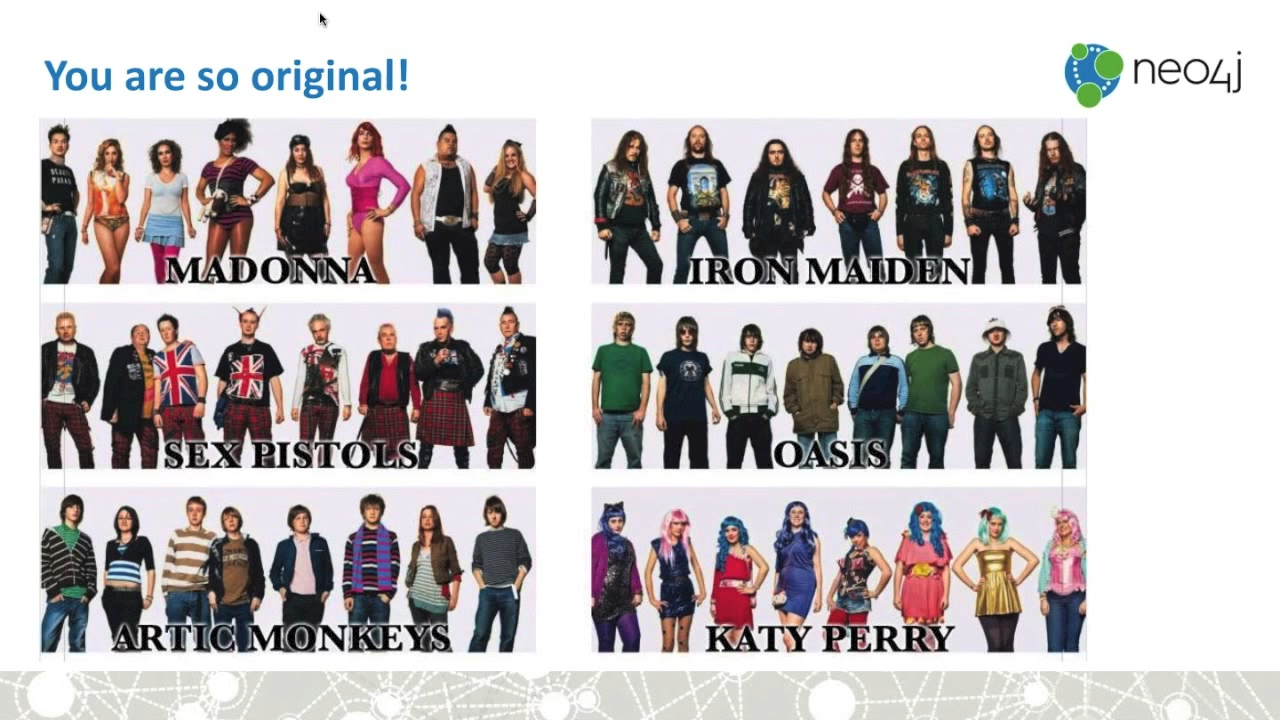 You are so original!
neo4j
MADONNA
IRON MAIDEN
SEX PISTOLS
OASIS
ARTIC MONKEYS
KATY PERRY